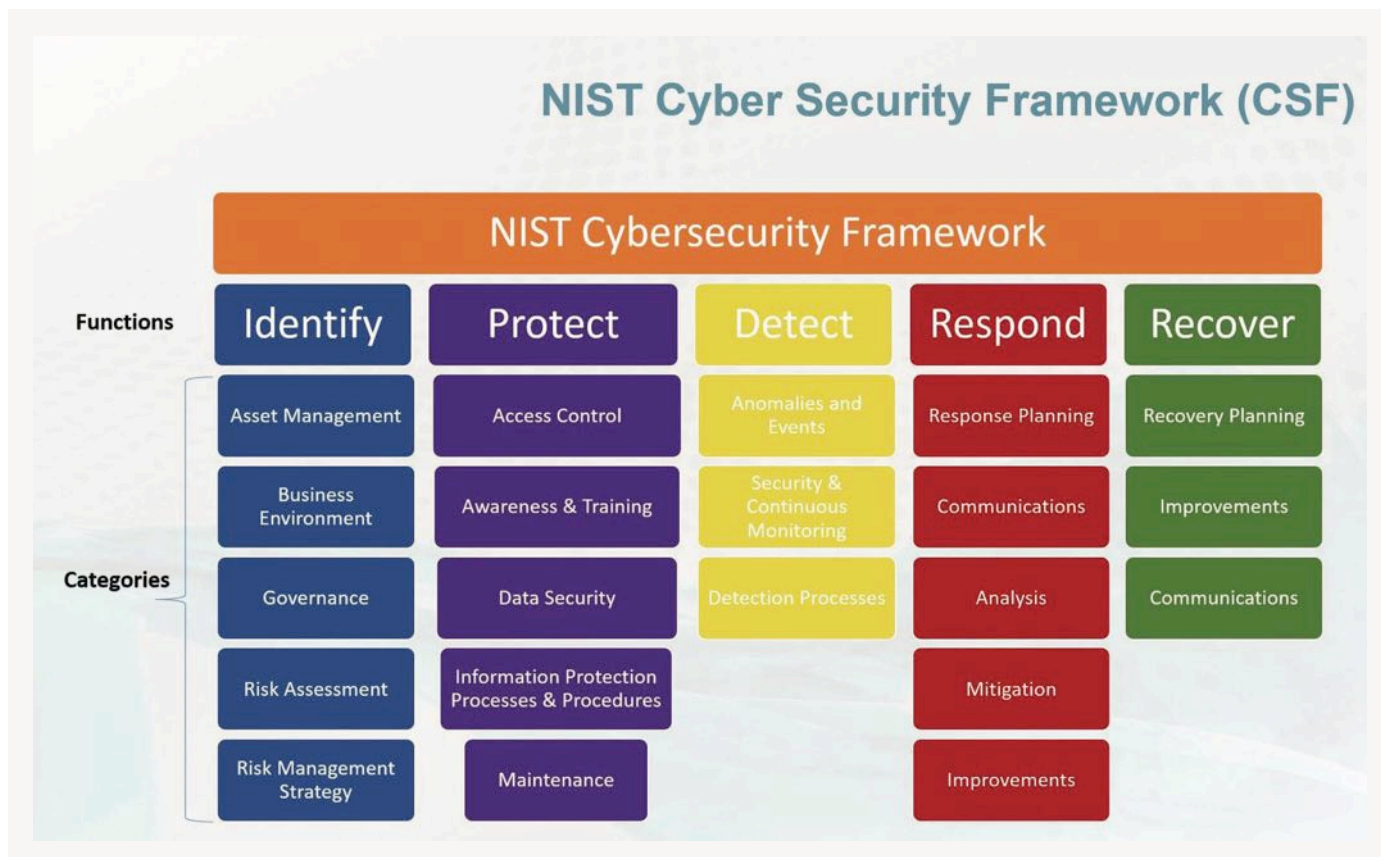 NIST Cyber Security Framework (CSF)
NIST Cybersecurity Framework
Functions
Identify
Protect
Detect
Respond
Recover
Categories
Asset Management
Access Control
Anomalies and
Events
Response Planning
Recovery Planning
Business
Environment
Awareness & Training
Security &
Continuous
Monitoring
Communications
Improvements
Governance
Data Security
Detection Processes
Analysis
Communications
Risk Assessment
Information Protection
Processes & Procedures
Mitigation
Risk Management
Strategy
Maintenance
Improvements